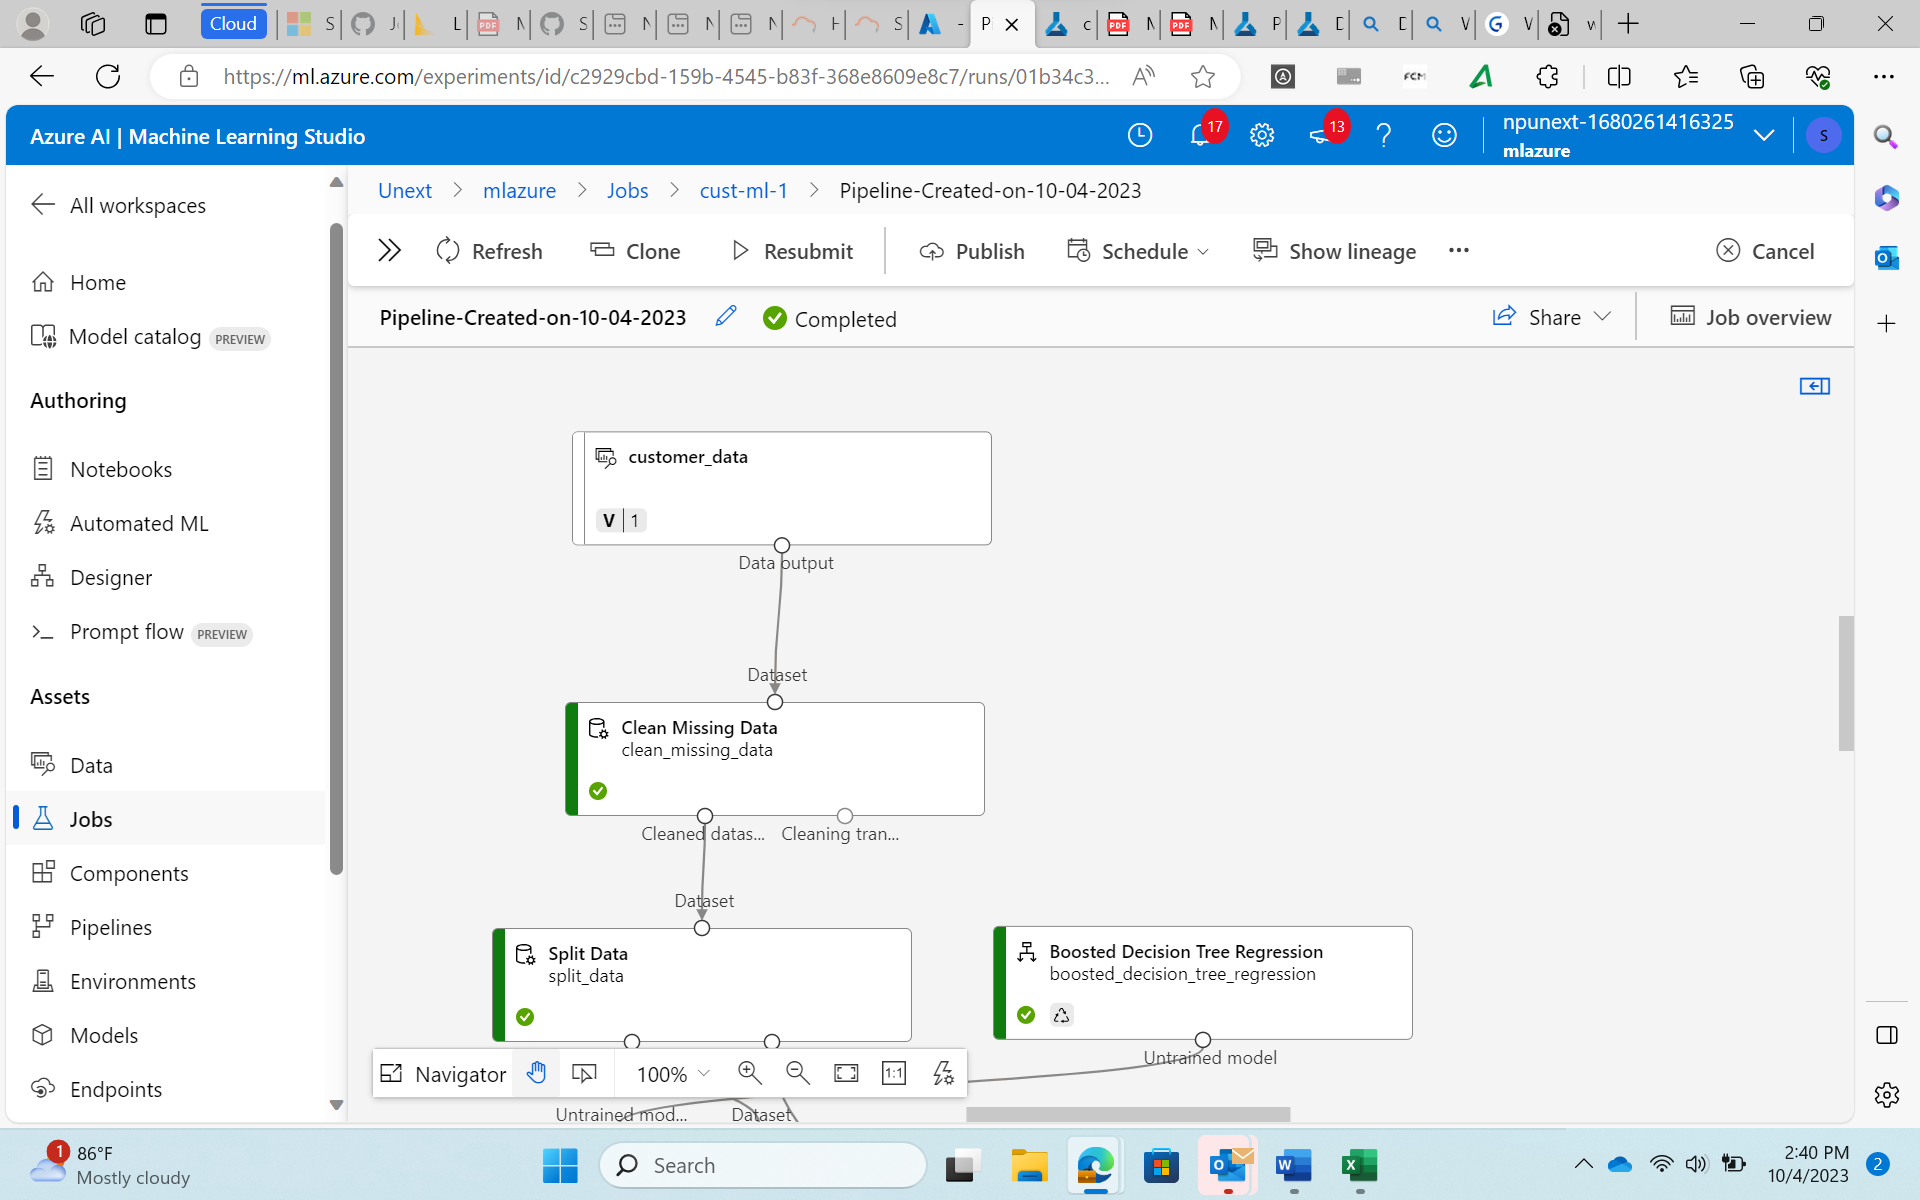 Cloud
https://ml.azure.com/experiments/id/c2929cbd-159b-4545-b83f-368e8609e8c7/runs/01b34c3...
Azure AI | Machine Learning Studio
17
13
npunext-1680261416325
mlazure
S
All workspaces
Unext > mlazure > Jobs > cust-ml-1 > Pipeline-Created-on-10-04-2023
Refresh Clone Resubmit Publish Schedule Show lineage ... Cancel
Home
Model catalog PREVIEW
Pipeline-Created-on-10-04-2023 Completed Share Job overview
Authoring
Notebooks
Automated ML
Designer
Prompt flow PREVIEW
Assets
Data
Jobs
Components
Pipelines
Environments
Models
Endpoints
customer_data
V 1
Data output
Dataset
Clean Missing Data
clean_missing_data
Cleaned datas... Cleaning tran...
Dataset
Split Data
split_data
Boosted Decision Tree Regression
boosted_decision_tree_regression
Untrained model
Navigator 100% 1:1
Untrained mod... Dataset
1
86°F
Mostly cloudy
Search
2:40 PM
10/4/2023
2